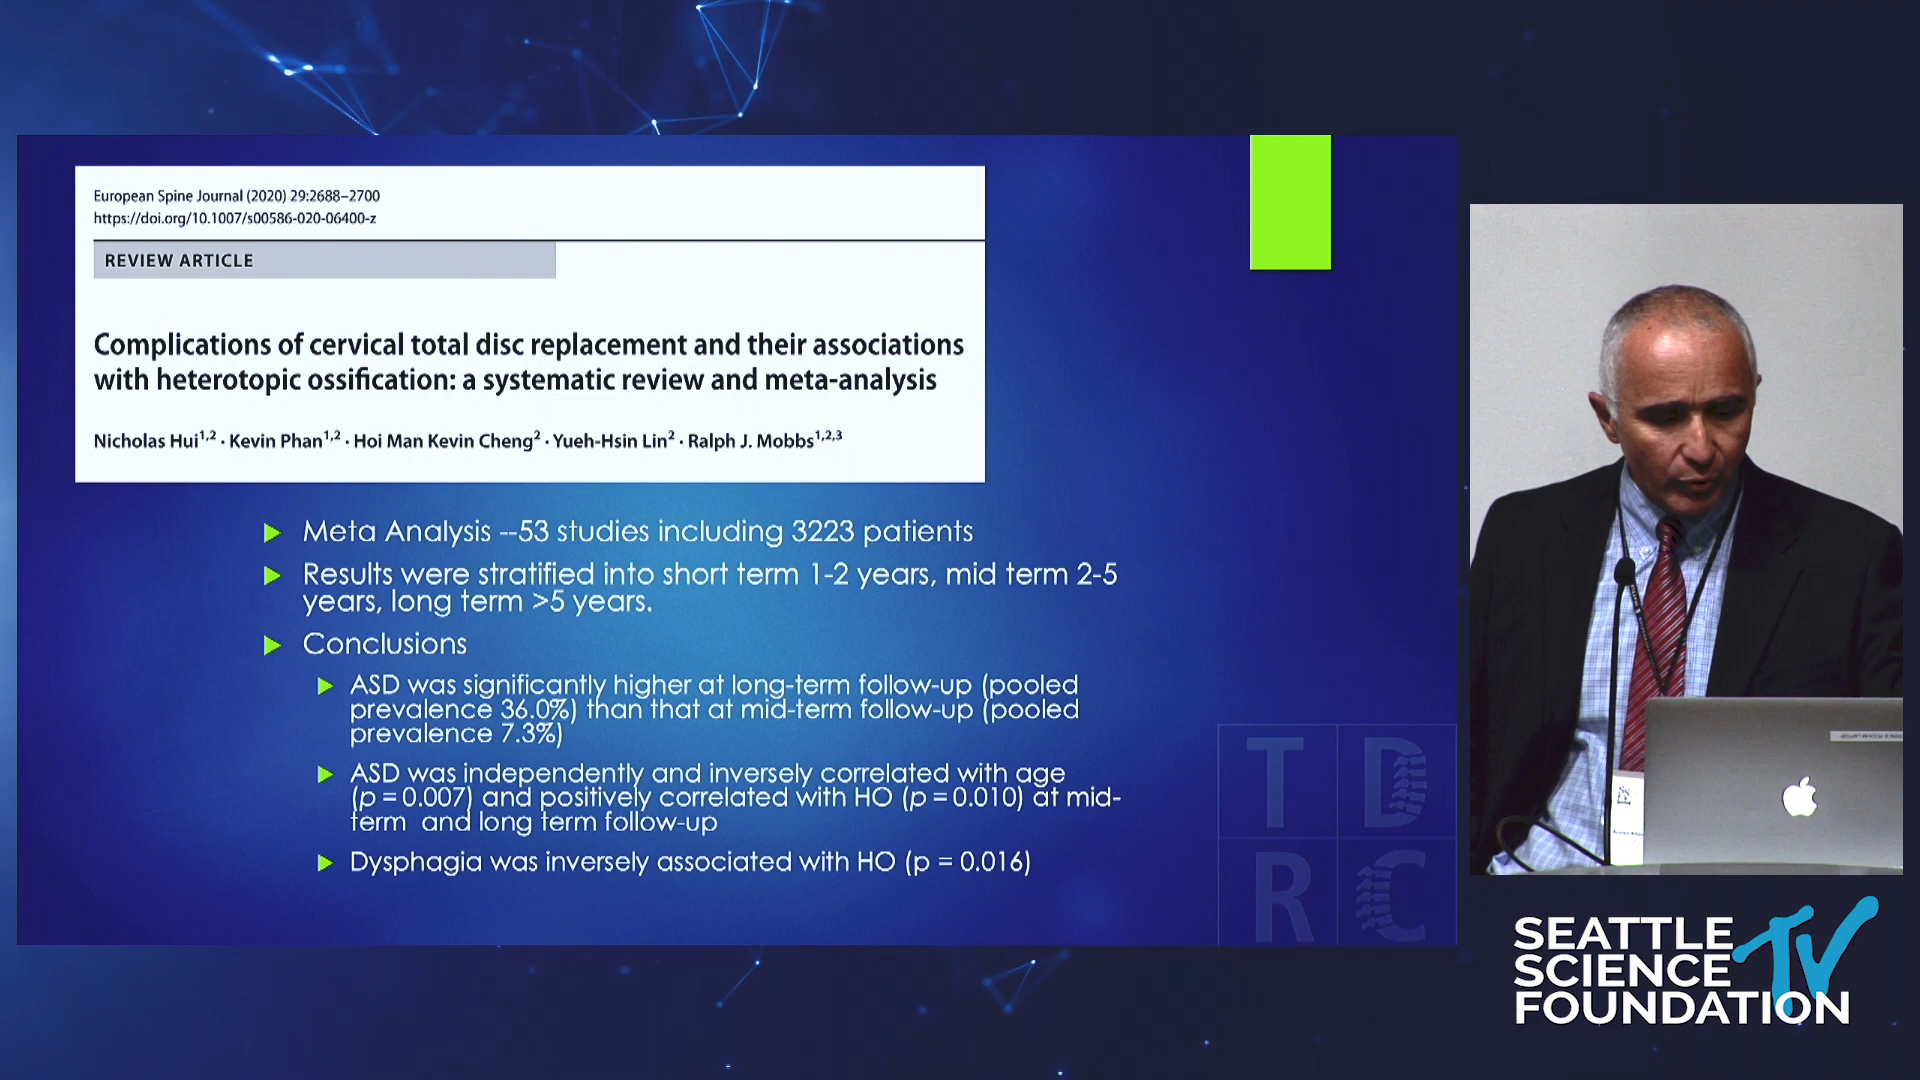 European Spine Journal (2020) 29:2688–2700
https://doi.org/10.1007/s00586-020-06400-z
REVIEW ARTICLE
Complications of cervical total disc replacement and their associations
with heterotopic ossification: a systematic review and meta-analysis
Nicholas Hui1,2 · Kevin Phan1,2 · Hoi Man Kevin Cheng2 · Yueh-Hsin Lin2 · Ralph J. Mobbs1,2,3
Meta Analysis --53 studies including 3223 patients
Results were stratified into short term 1-2 years, mid term 2-5
years, long term >5 years.
Conclusions
ASD was significantly higher at long-term follow-up (pooled
prevalence 36.0%) than that at mid-term follow-up (pooled
prevalence 7.3%)
ASD was independently and inversely correlated with age
(p = 0.007) and positively correlated with HO (p = 0.010) at mid-
term and long term follow-up
Dysphagia was inversely associated with HO (p = 0.016)
T D
R C
SEATTLE
SCIENCE TV
FOUNDATION